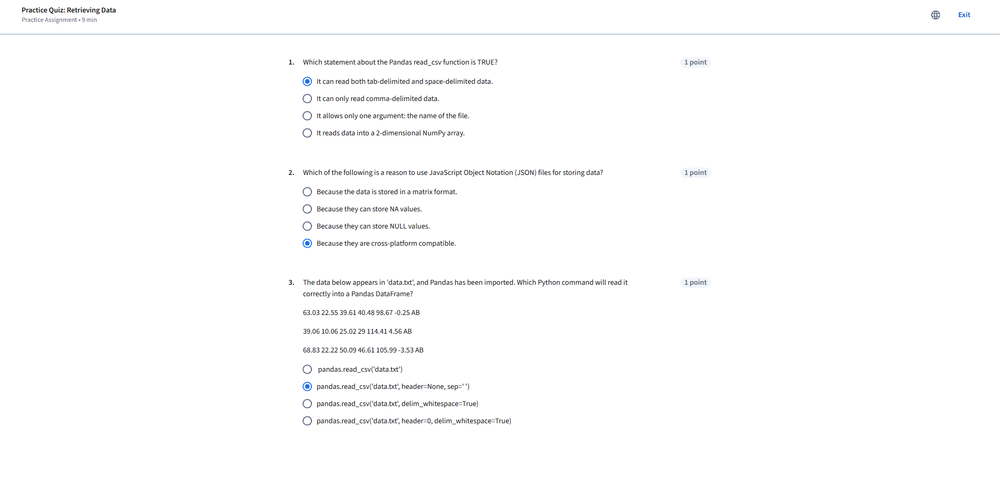 Practice Quiz: Retrieving Data
Practice Assignment • 9 min
Exit
1. Which statement about the Pandas read_csv function is TRUE?
1 point
It can read both tab-delimited and space-delimited data.
It can only read comma-delimited data.
It allows only one argument: the name of the file.
It reads data into a 2-dimensional NumPy array.
2. Which of the following is a reason to use JavaScript Object Notation (JSON) files for storing data?
1 point
Because the data is stored in a matrix format.
Because they can store NA values.
Because they can store NULL values.
Because they are cross-platform compatible.
3. The data below appears in 'data.txt', and Pandas has been imported. Which Python command will read it
1 point
correctly into a Pandas DataFrame?
63.03 22.55 39.61 40.48 98.67 -0.25 AB
39.06 10.06 25.02 29 114.41 4.56 AB
68.83 22.22 50.09 46.61 105.99 -3.53 AB
pandas.read_csv('data.txt')
pandas.read_csv('data.txt', header=None, sep=' ')
pandas.read_csv('data.txt', delim_whitespace=True)
pandas.read_csv('data.txt', header=0, delim_whitespace=True)